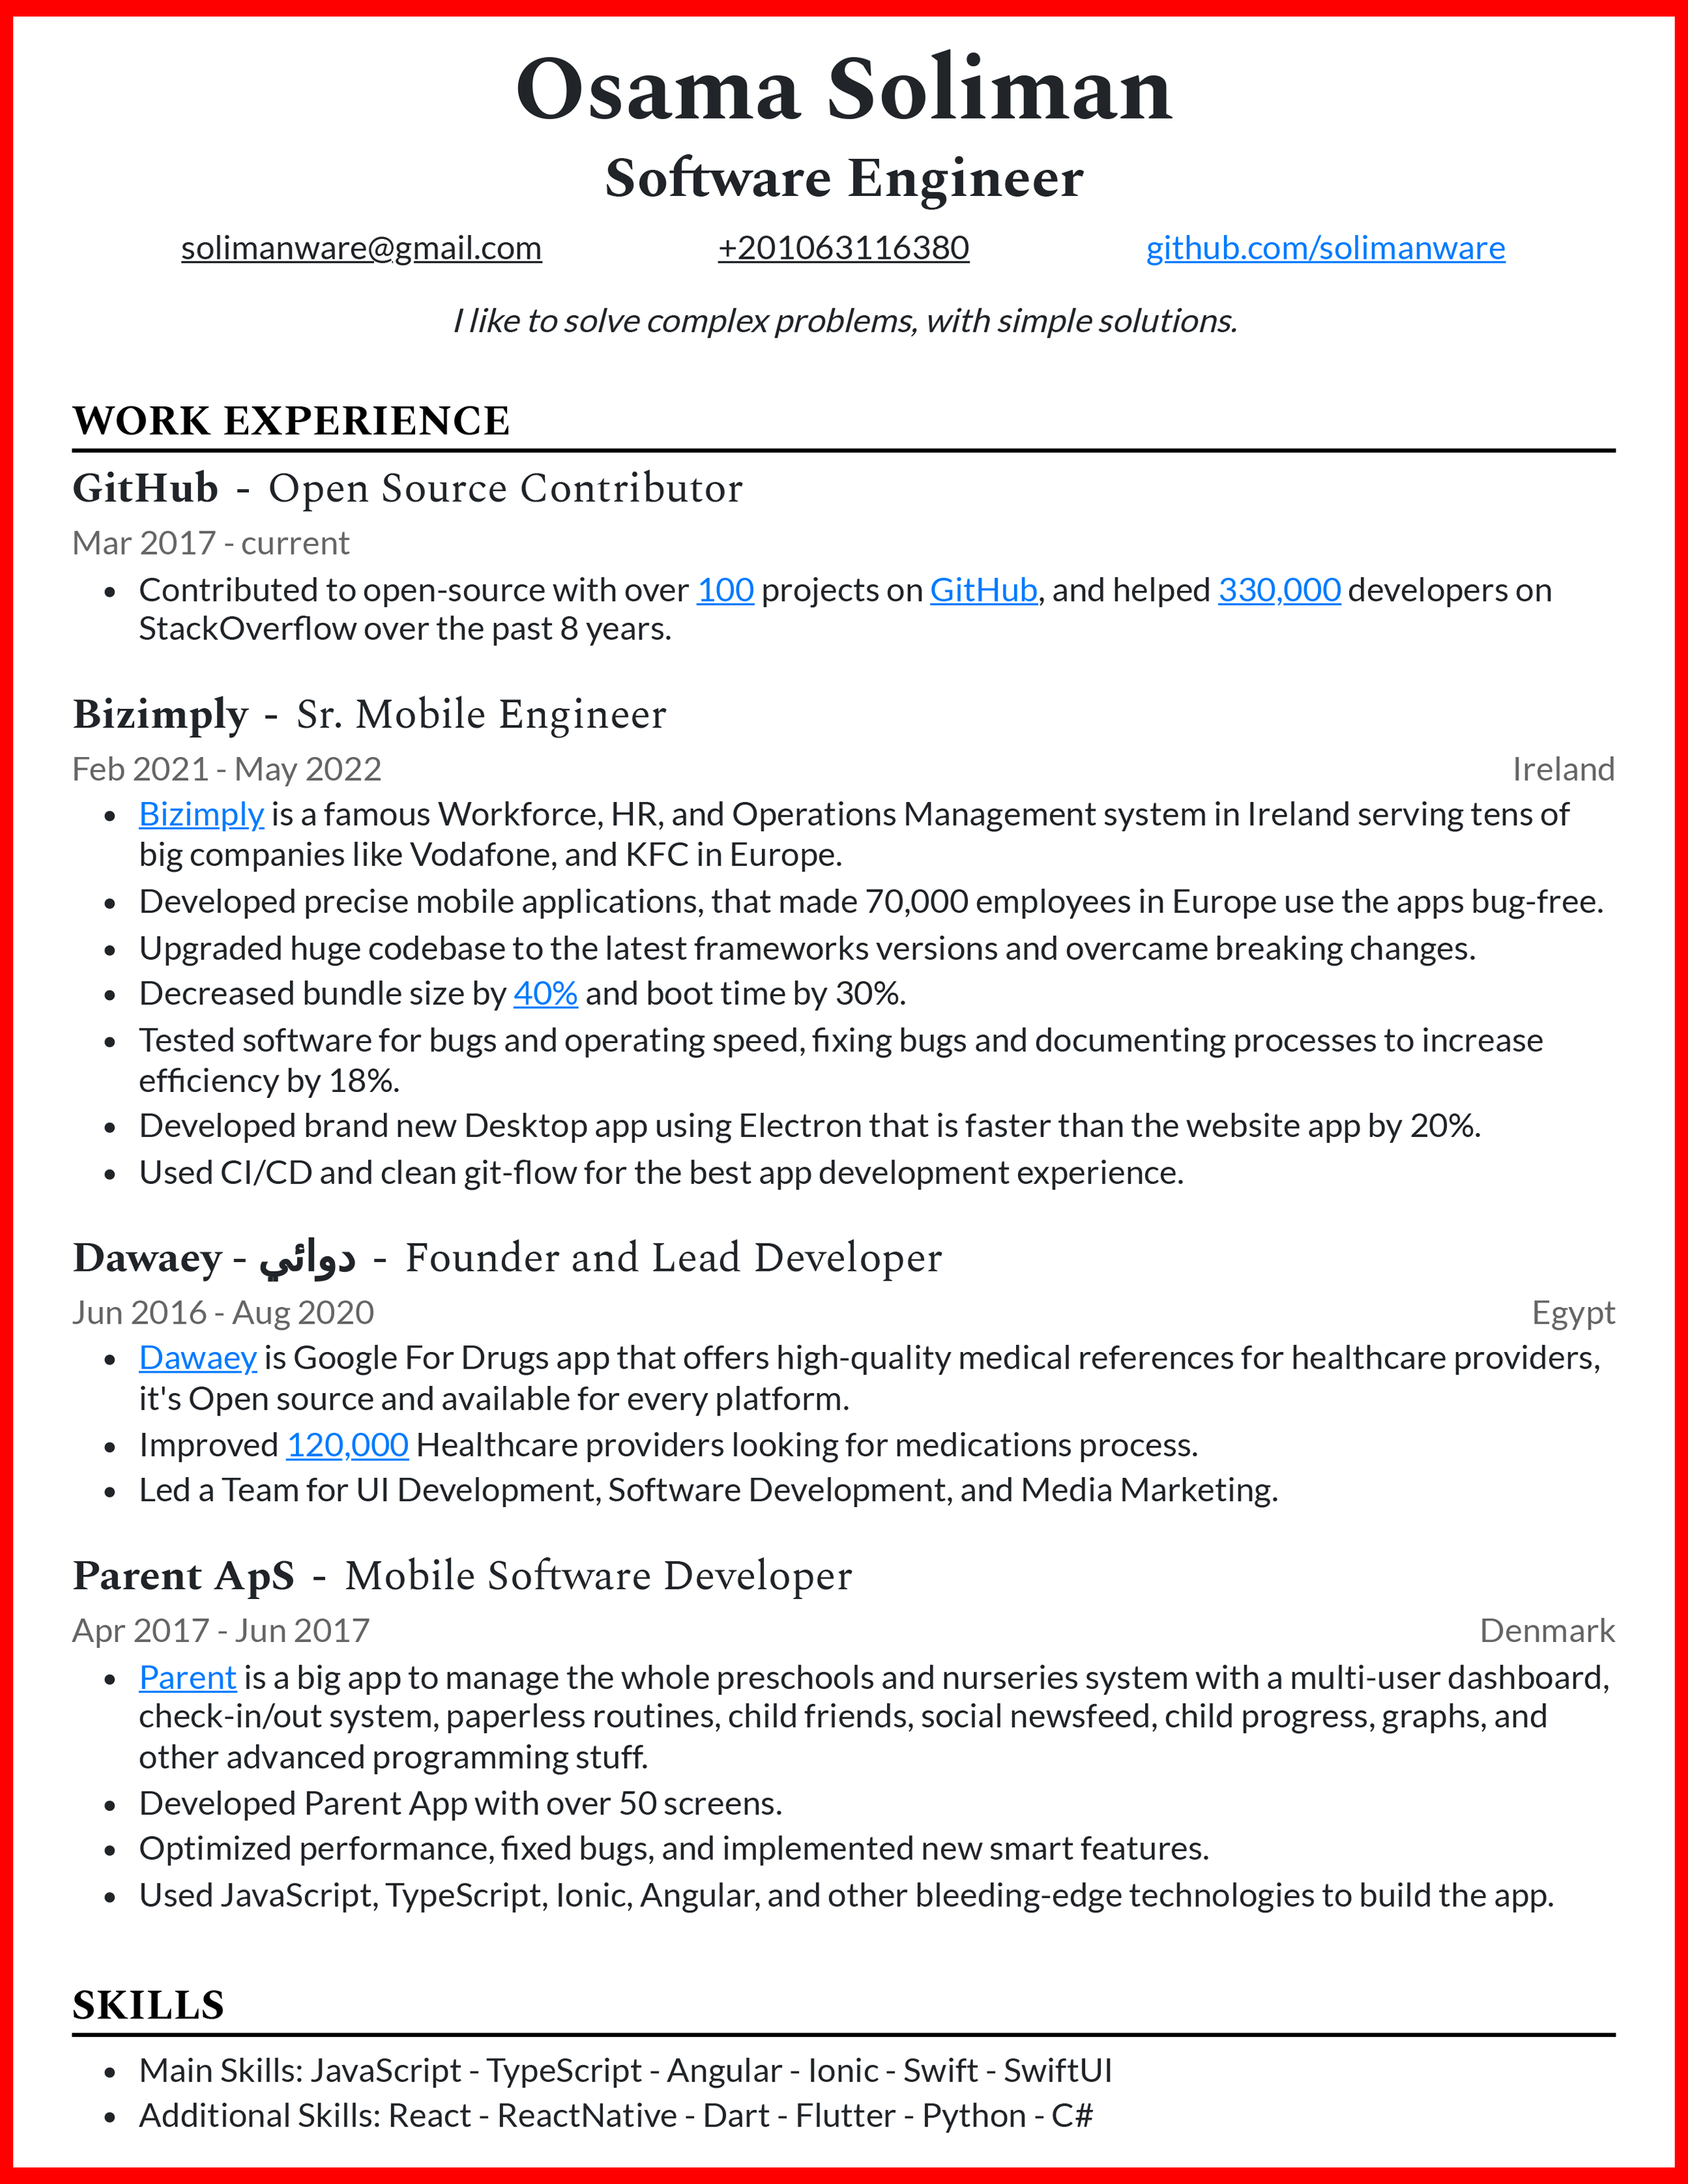 Osama Soliman
Software Engineer
solimanware@gmail.com +201063116380 github.com/solimanware
I like to solve complex problems, with simple solutions.
WORK EXPERIENCE
GitHub - Open Source Contributor
Mar 2017 - current
• Contributed to open-source with over 100 projects on GitHub, and helped 330,000 developers on
StackOverflow over the past 8 years.
Bizimply - Sr. Mobile Engineer
Feb 2021 - May 2022 Ireland
• Bizimply is a famous Workforce, HR, and Operations Management system in Ireland serving tens of
big companies like Vodafone, and KFC in Europe.
• Developed precise mobile applications, that made 70,000 employees in Europe use the apps bug-free.
• Upgraded huge codebase to the latest frameworks versions and overcame breaking changes.
• Decreased bundle size by 40% and boot time by 30%.
• Tested software for bugs and operating speed, fixing bugs and documenting processes to increase
efficiency by 18%.
• Developed brand new Desktop app using Electron that is faster than the website app by 20%.
• Used CI/CD and clean git-flow for the best app development experience.
Dawaey - دوائي - Founder and Lead Developer
Jun 2016 - Aug 2020 Egypt
• Dawaey is Google For Drugs app that offers high-quality medical references for healthcare providers,
it's Open source and available for every platform.
• Improved 120,000 Healthcare providers looking for medications process.
• Led a Team for UI Development, Software Development, and Media Marketing.
Parent ApS - Mobile Software Developer
Apr 2017 - Jun 2017 Denmark
• Parent is a big app to manage the whole preschools and nurseries system with a multi-user dashboard,
check-in/out system, paperless routines, child friends, social newsfeed, child progress, graphs, and
other advanced programming stuff.
• Developed Parent App with over 50 screens.
• Optimized performance, fixed bugs, and implemented new smart features.
• Used JavaScript, TypeScript, Ionic, Angular, and other bleeding-edge technologies to build the app.
SKILLS
• Main Skills: JavaScript - TypeScript - Angular - Ionic - Swift - SwiftUI
• Additional Skills: React - ReactNative - Dart - Flutter - Python - C#